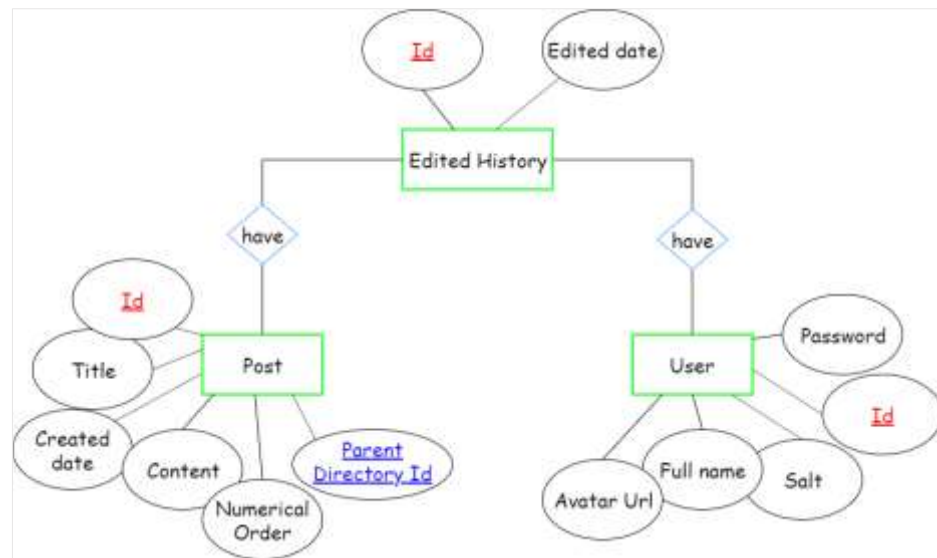 Id
Edited date
Edited History
have
have
Id
Title
Created
date
Content
Numerical
Order
Parent
Directory Id
Post
User
Password
Id
Salt
Full name
Avatar Url